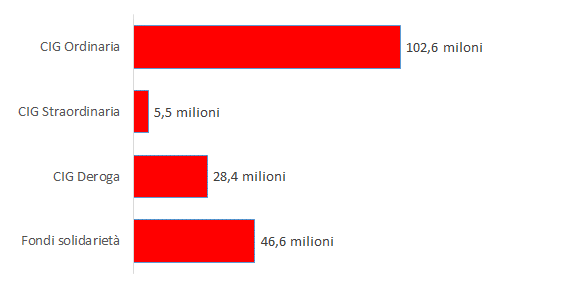 CIG Ordinaria 102,6 miloni
CIG Straordinaria 5,5 milioni
CIG Deroga 28,4 milioni
Fondi solidarietà 46,6 milioni